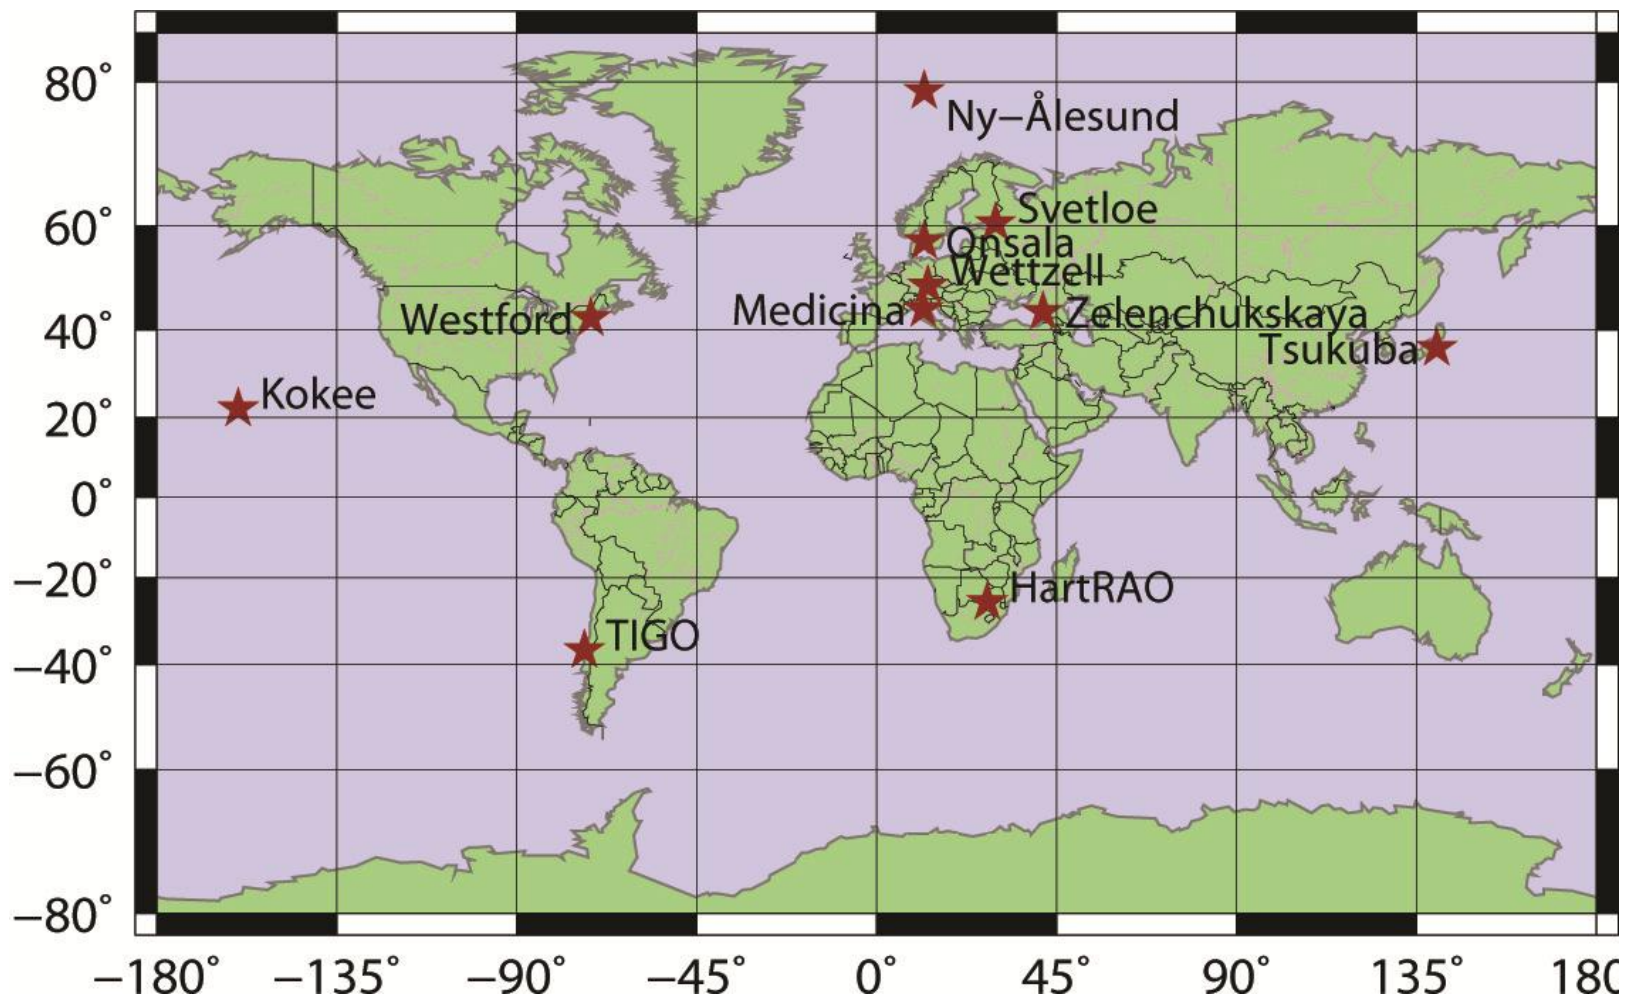 80°
Ny–Ålesund
Svetloe
60°
Onsala
Wettzell
Medicina
Zelenchukskaya
Westford
40°
Tsukuba
Kokee
20°
0°
−20°
HartRAO
TIGO
−40°
−60°
−80°
−180° −135° −90° −45° 0° 45° 90° 135° 180